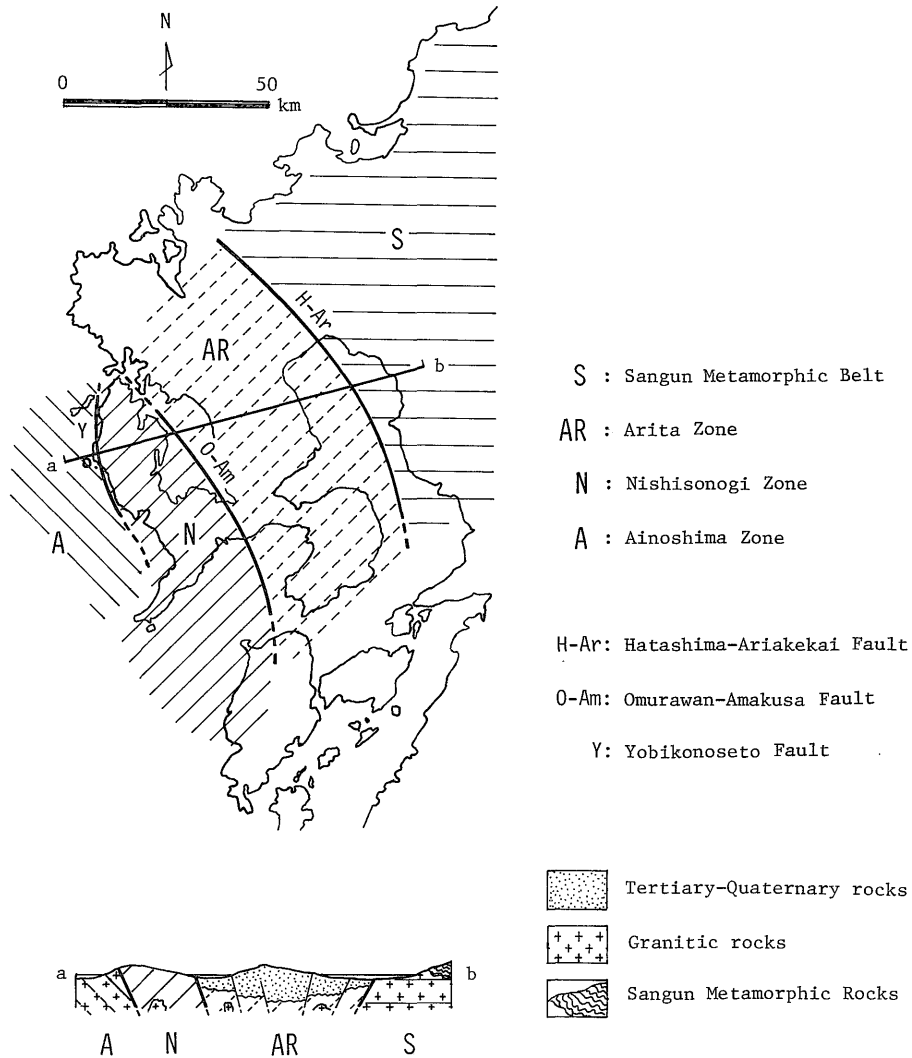 N
0 50
km
S
H-Ar
AR
b
Y
a
O-Am
A
N
S : Sangun Metamorphic Belt
AR : Arita Zone
N : Nishisonogi Zone
A : Ainoshima Zone
H-Ar: Hatashima-Ariakekai Fault
O-Am: Omurawan-Amakusa Fault
Y: Yobikonoseto Fault
Tertiary-Quaternary rocks
Granitic rocks
Sangun Metamorphic Rocks
a b
A N AR S